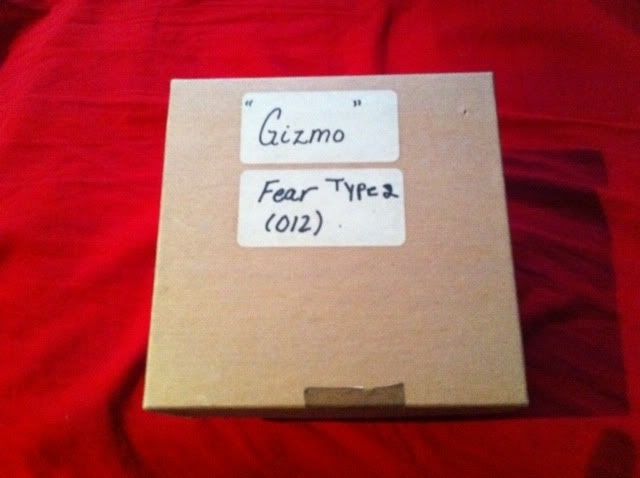 "Gizmo"
Fear Type 2
(012)